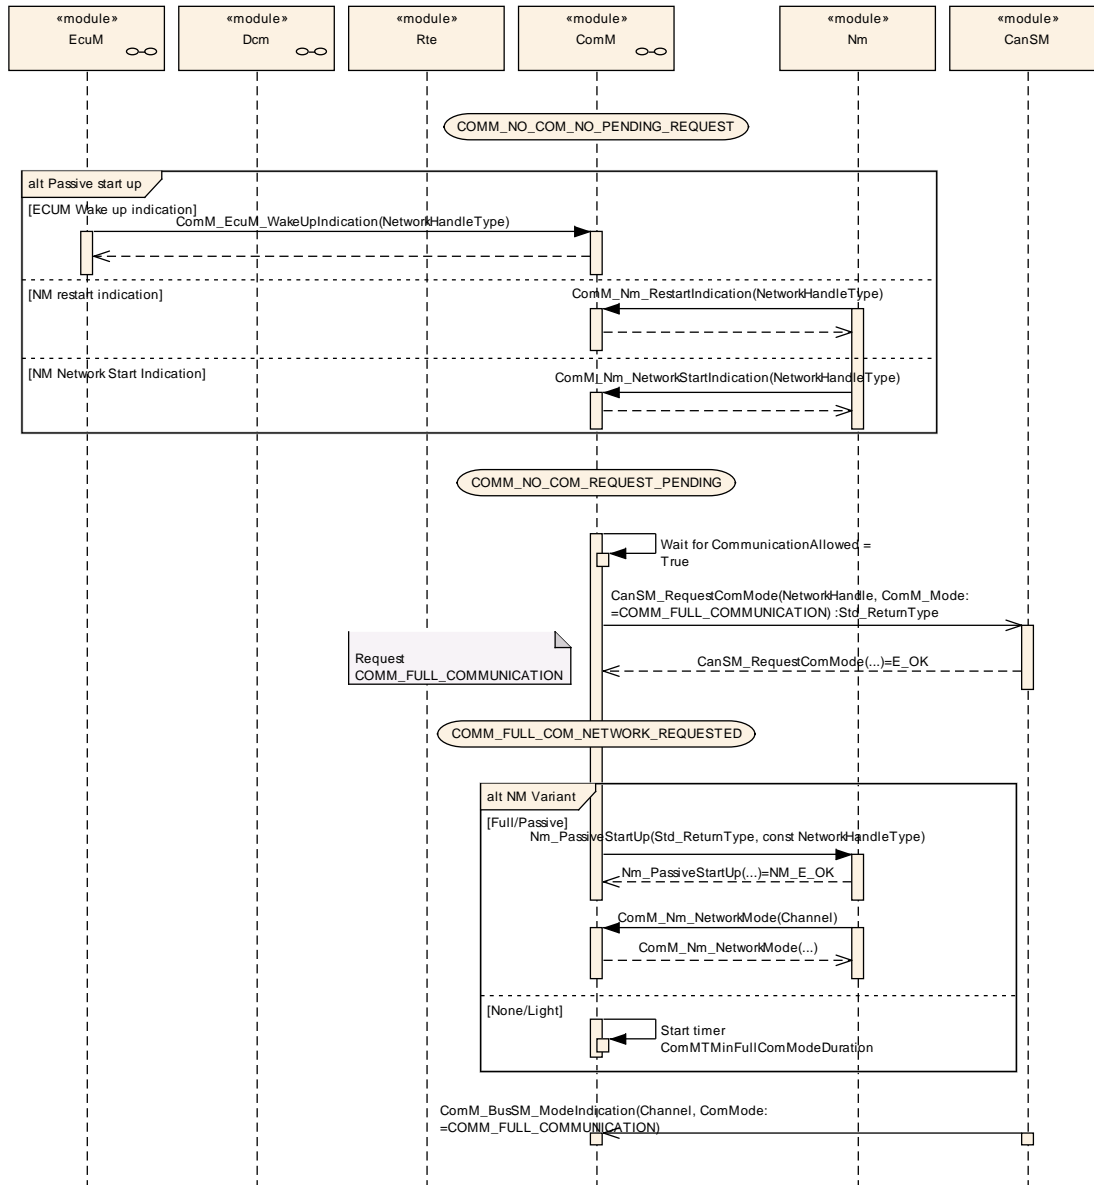 «module» «module» «module» «module» «module» «module»
EcuM Dcm Rte ComM Nm CanSM
COMM_NO_COM_NO_PENDING_REQUEST
alt Passive start up
[ECUM Wake up indication]
ComM_EcuM_WakeUpIndication(NetworkHandleType)
[NM restart indication]
ComM_Nm_RestartIndication(NetworkHandleType)
[NM Network Start Indication]
ComM_Nm_NetworkStartIndication(NetworkHandleType)
COMM_NO_COM_REQUEST_PENDING
Wait for CommunicationAllowed =
True
CanSM_RequestComMode(NetworkHandle, ComM_Mode:
=COMM_FULL_COMMUNICATION) :Std_ReturnType
Request
COMM_FULL_COMMUNICATION
CanSM_RequestComMode(...)=E_OK
COMM_FULL_COM_NETWORK_REQUESTED
alt NM Variant
[Full/Passive]
Nm_PassiveStartUp(Std_ReturnType, const NetworkHandleType)
Nm_PassiveStartUp(...)=NM_E_OK
ComM_Nm_NetworkMode(Channel)
ComM_Nm_NetworkMode(...)
[None/Light]
Start timer
ComMTMinFullComModeDuration
ComM_BusSM_ModeIndication(Channel, ComMode:
=COMM_FULL_COMMUNICATION)